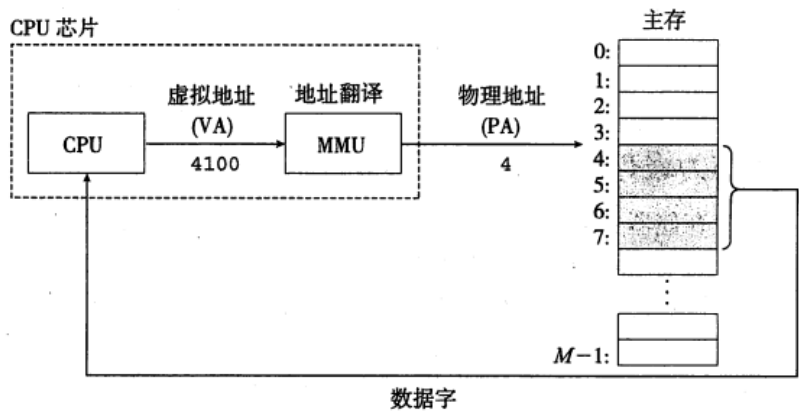 CPU 芯片
主存
虚拟地址
(VA)
4100
地址翻译
物理地址
(PA)
4
CPU
MMU
0:
1:
2:
3:
4:
5:
6:
7:
⋮
M−1:
数据字